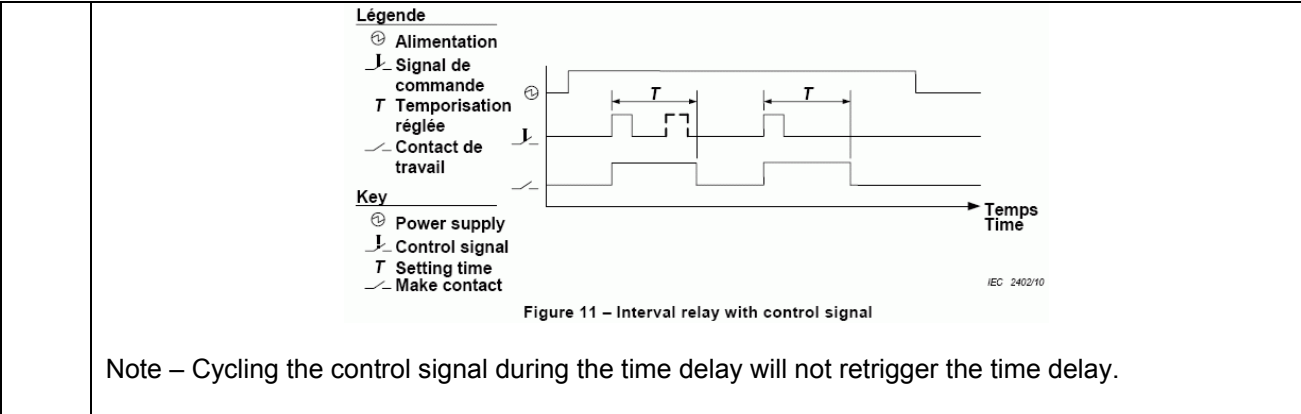 Légende
Alimentation
Signal de
commande
T Temporisation
réglée
Contact de
travail
Key
Power supply
Control signal
T Setting time
Make contact
T
T
Temps
Time
IEC 2402/10
Figure 11 – Interval relay with control signal
Note – Cycling the control signal during the time delay will not retrigger the time delay.